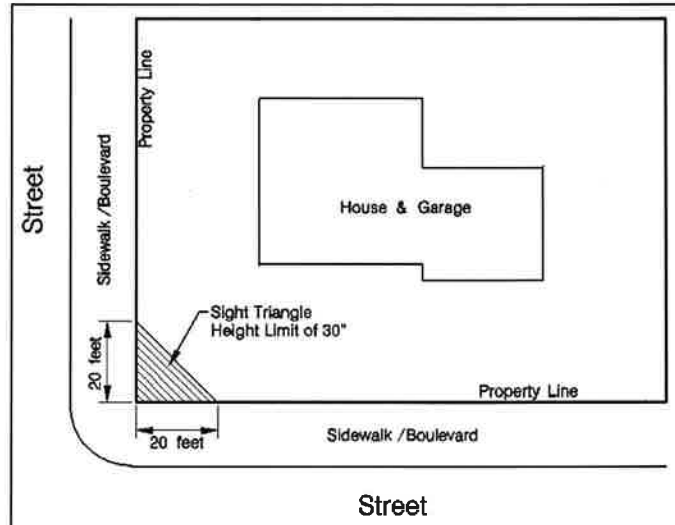 Property Line
Street
Sidewalk /Boulevard
House & Garage
Sight Triangle
Height Limit of 30"
20 feet
20 feet
Property Line
Sidewalk /Boulevard
Street